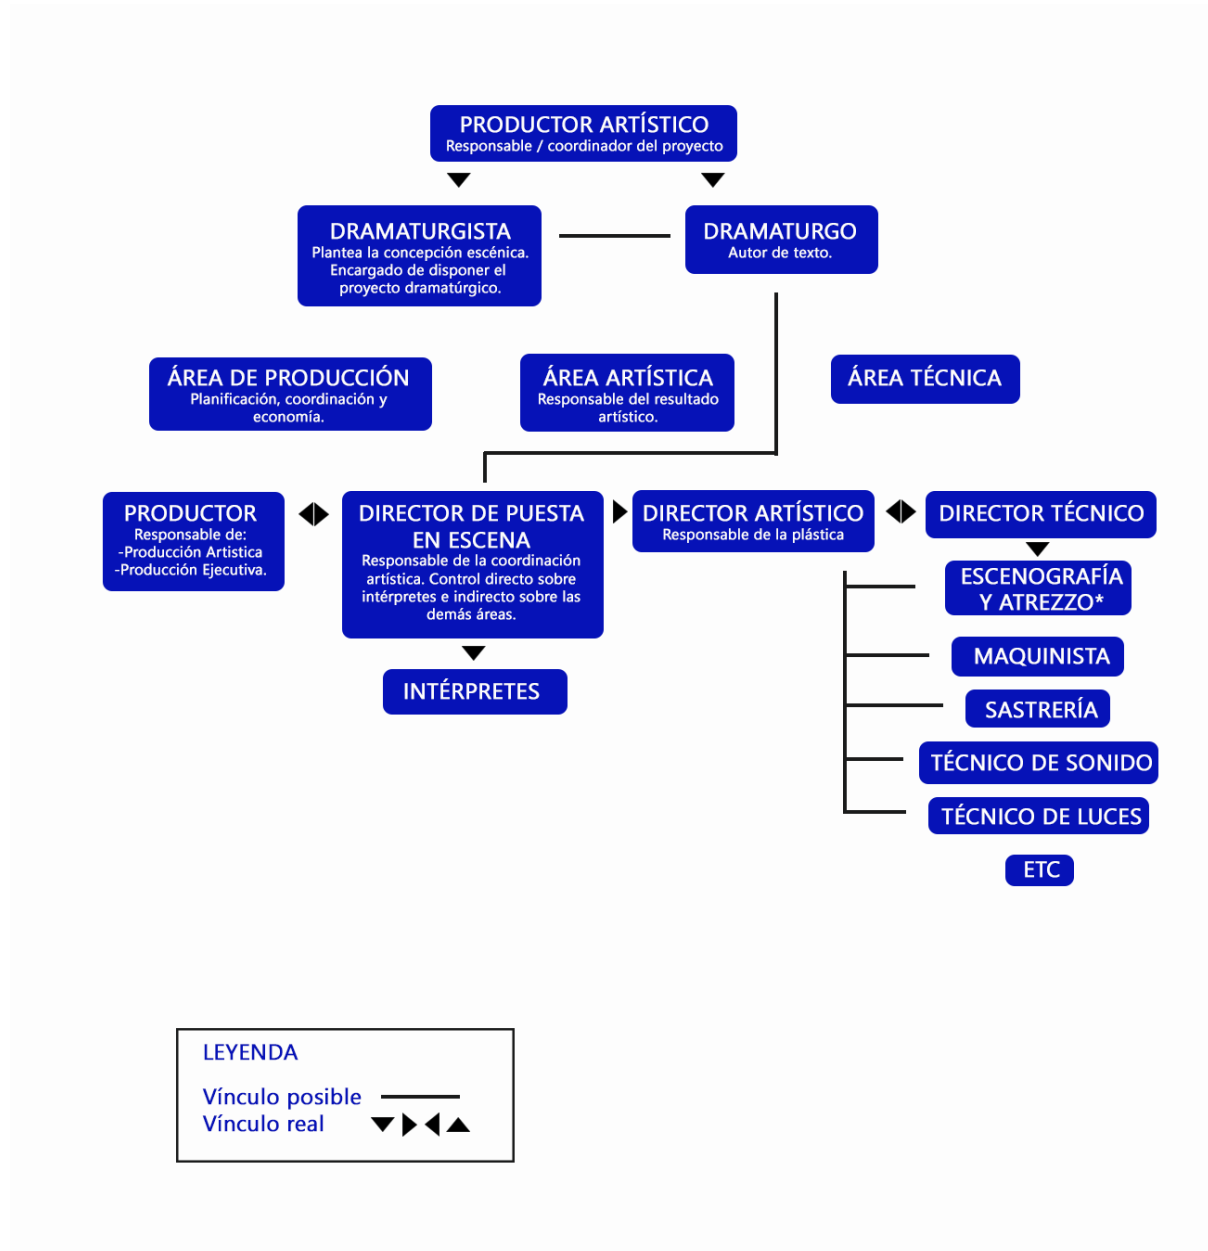 PRODUCTOR ARTÍSTICO
Responsable / coordinador del proyecto
DRAMATURGISTA
Plantea la concepción escénica.
Encargado de disponer el
proyecto dramatúrgico.
DRAMATURGO
Autor de texto.
ÁREA DE PRODUCCIÓN
Planificación, coordinación y
economía.
ÁREA ARTÍSTICA
Responsable del resultado
artístico.
ÁREA TÉCNICA
PRODUCTOR
Responsable de:
-Producción Artistica
-Producción Ejecutiva.
DIRECTOR DE PUESTA
EN ESCENA
Responsable de la coordinación
artística. Control directo sobre
intérpretes e indirecto sobre las
demás áreas.
DIRECTOR ARTÍSTICO
Responsable de la plástica
DIRECTOR TÉCNICO
INTÉRPRETES
ESCENOGRAFÍA
Y ATREZZO*
MAQUINISTA
SASTRERÍA
TÉCNICO DE SONIDO
TÉCNICO DE LUCES
ETC
LEYENDA
Vínculo posible
Vínculo real